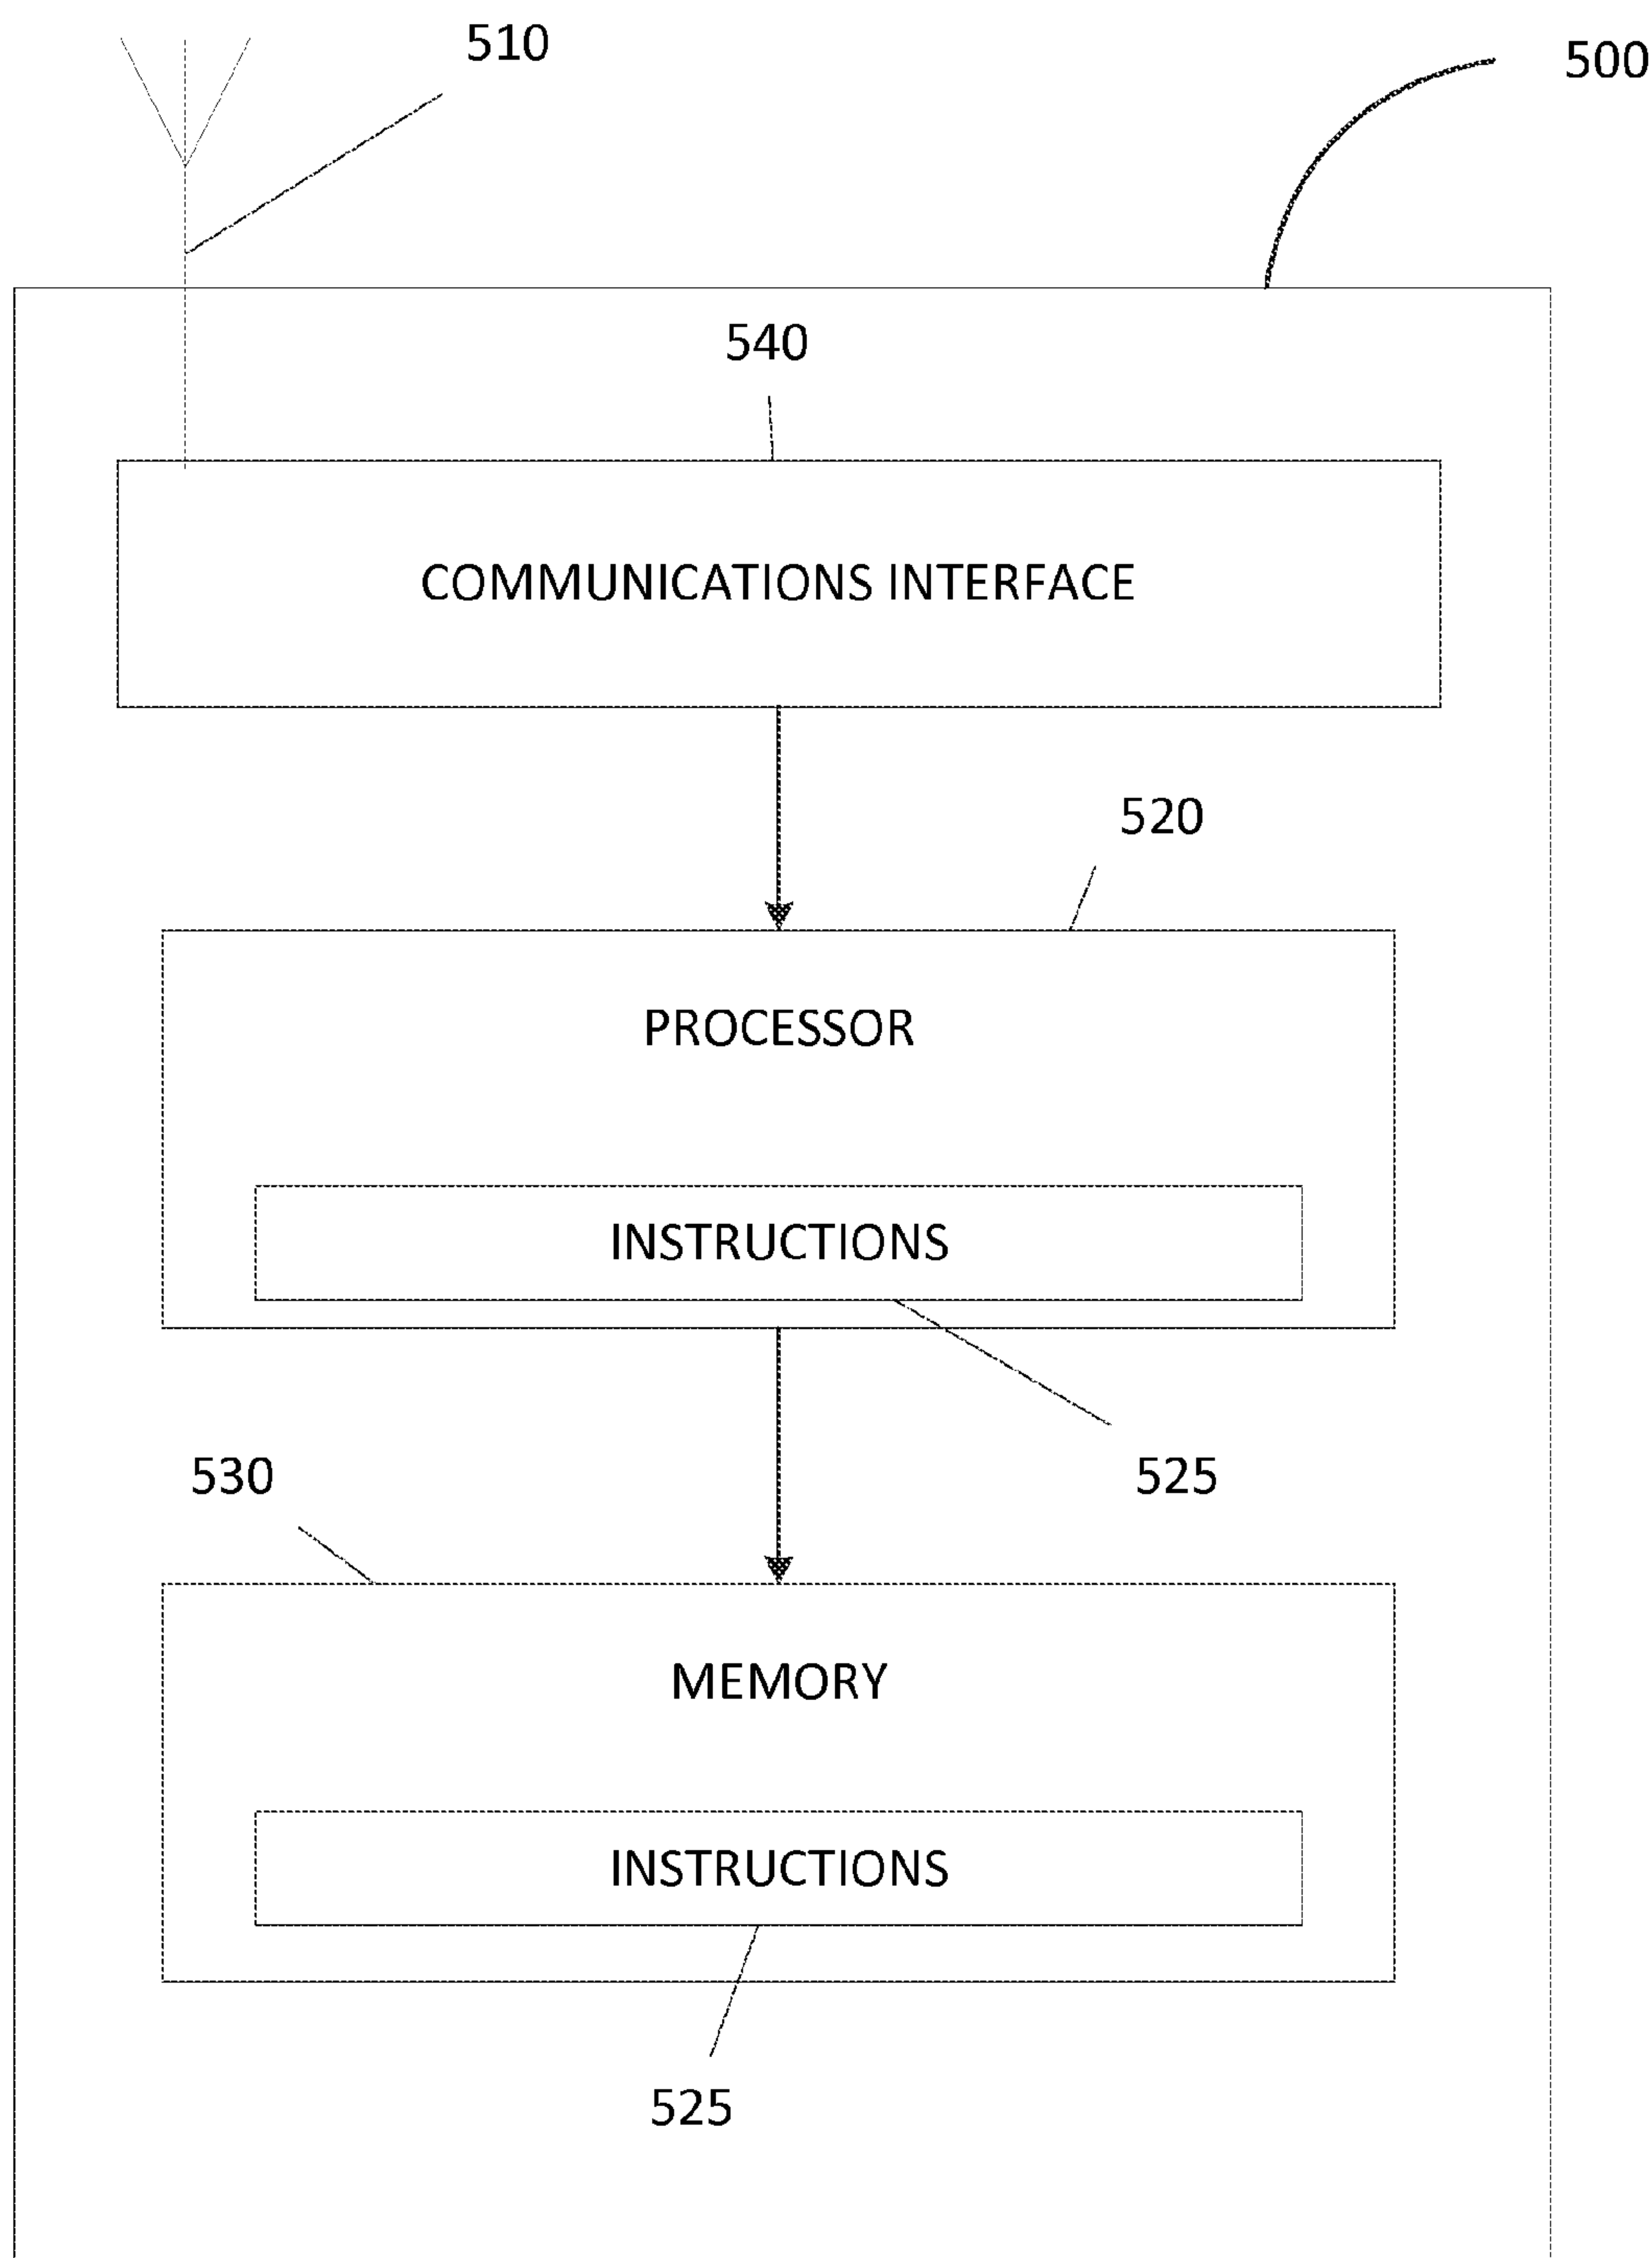 510
500
540
COMMUNICATIONS INTERFACE
520
PROCESSOR
INSTRUCTIONS
530
525
MEMORY
INSTRUCTIONS
525